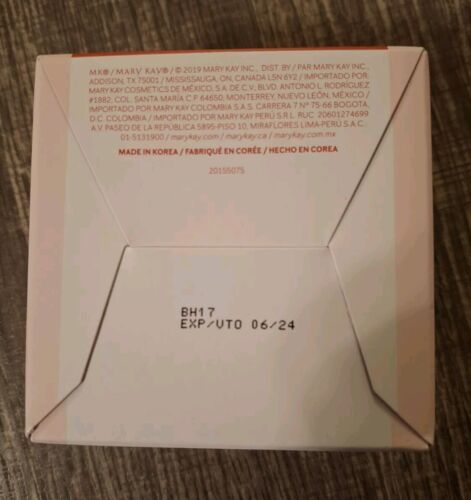 MK® / MARY KAY® / © 2019 MARY KAY INC., DIST. BY / PAR MARY KAY INC.,
ADDISON, TX 75001 / MISSISSAUGA, ON, CANADA L5N 6Y2 / IMPORTADO POR:
MARY KAY COSMETICS DE MÉXICO, S.A. DE C.V., BLVD. ANTONIO L. RODRÍGUEZ
#1882, COL. SANTA MARÍA C.P. 64650, MONTERREY, NUEVO LEÓN, MÉXICO /
IMPORTADO POR MARY KAY COLOMBIA S.A.S. CARRERA 7 Nº 75-66 BOGOTA,
D.C. COLOMBIA / IMPORTADO POR MARY KAY PERÚ S.R.L. RUC. 20601274699
A.V. PASEO DE LA REPÚBLICA 5895-PISO 10, MIRAFLORES LIMA-PERÚ S.A.C.,
01-5131900 / marykay.com / marykay.ca / marykay.com.mx
MADE IN KOREA / FABRIQUÉ EN CORÉE / HECHO EN COREA
20155075
BH17
EXP/VTO 06/24